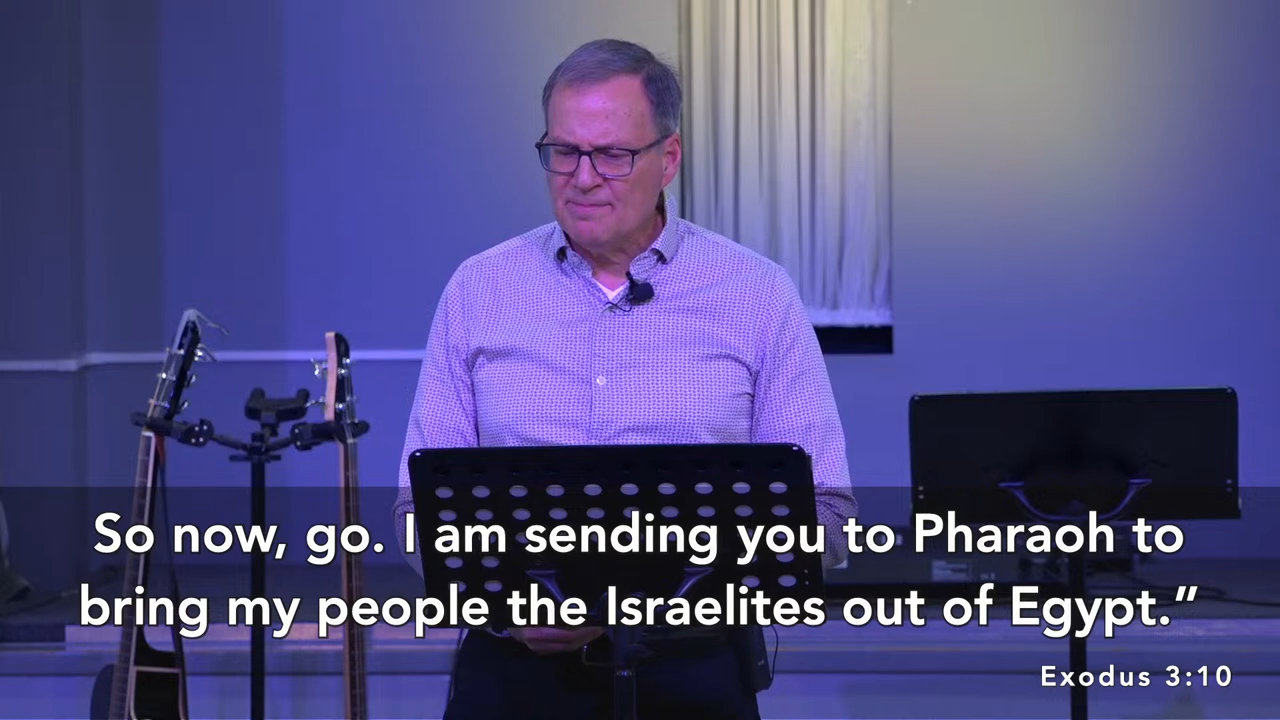 So now, go. I am sending you to Pharaoh to
bring my people the Israelites out of Egypt.”
Exodus 3:10